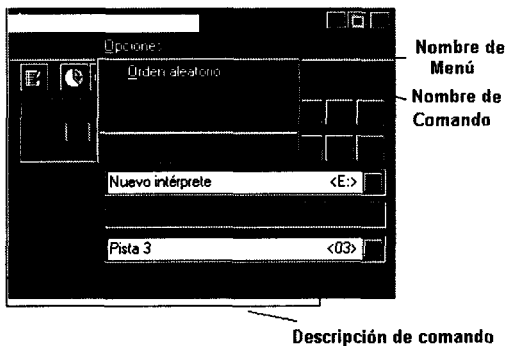 Opciones
Orden aleatorio
Nombre de
Menú
Nombre de
Comando
Nuevo intérprete <E:>
Pista 3 <03>
Descripción de comando